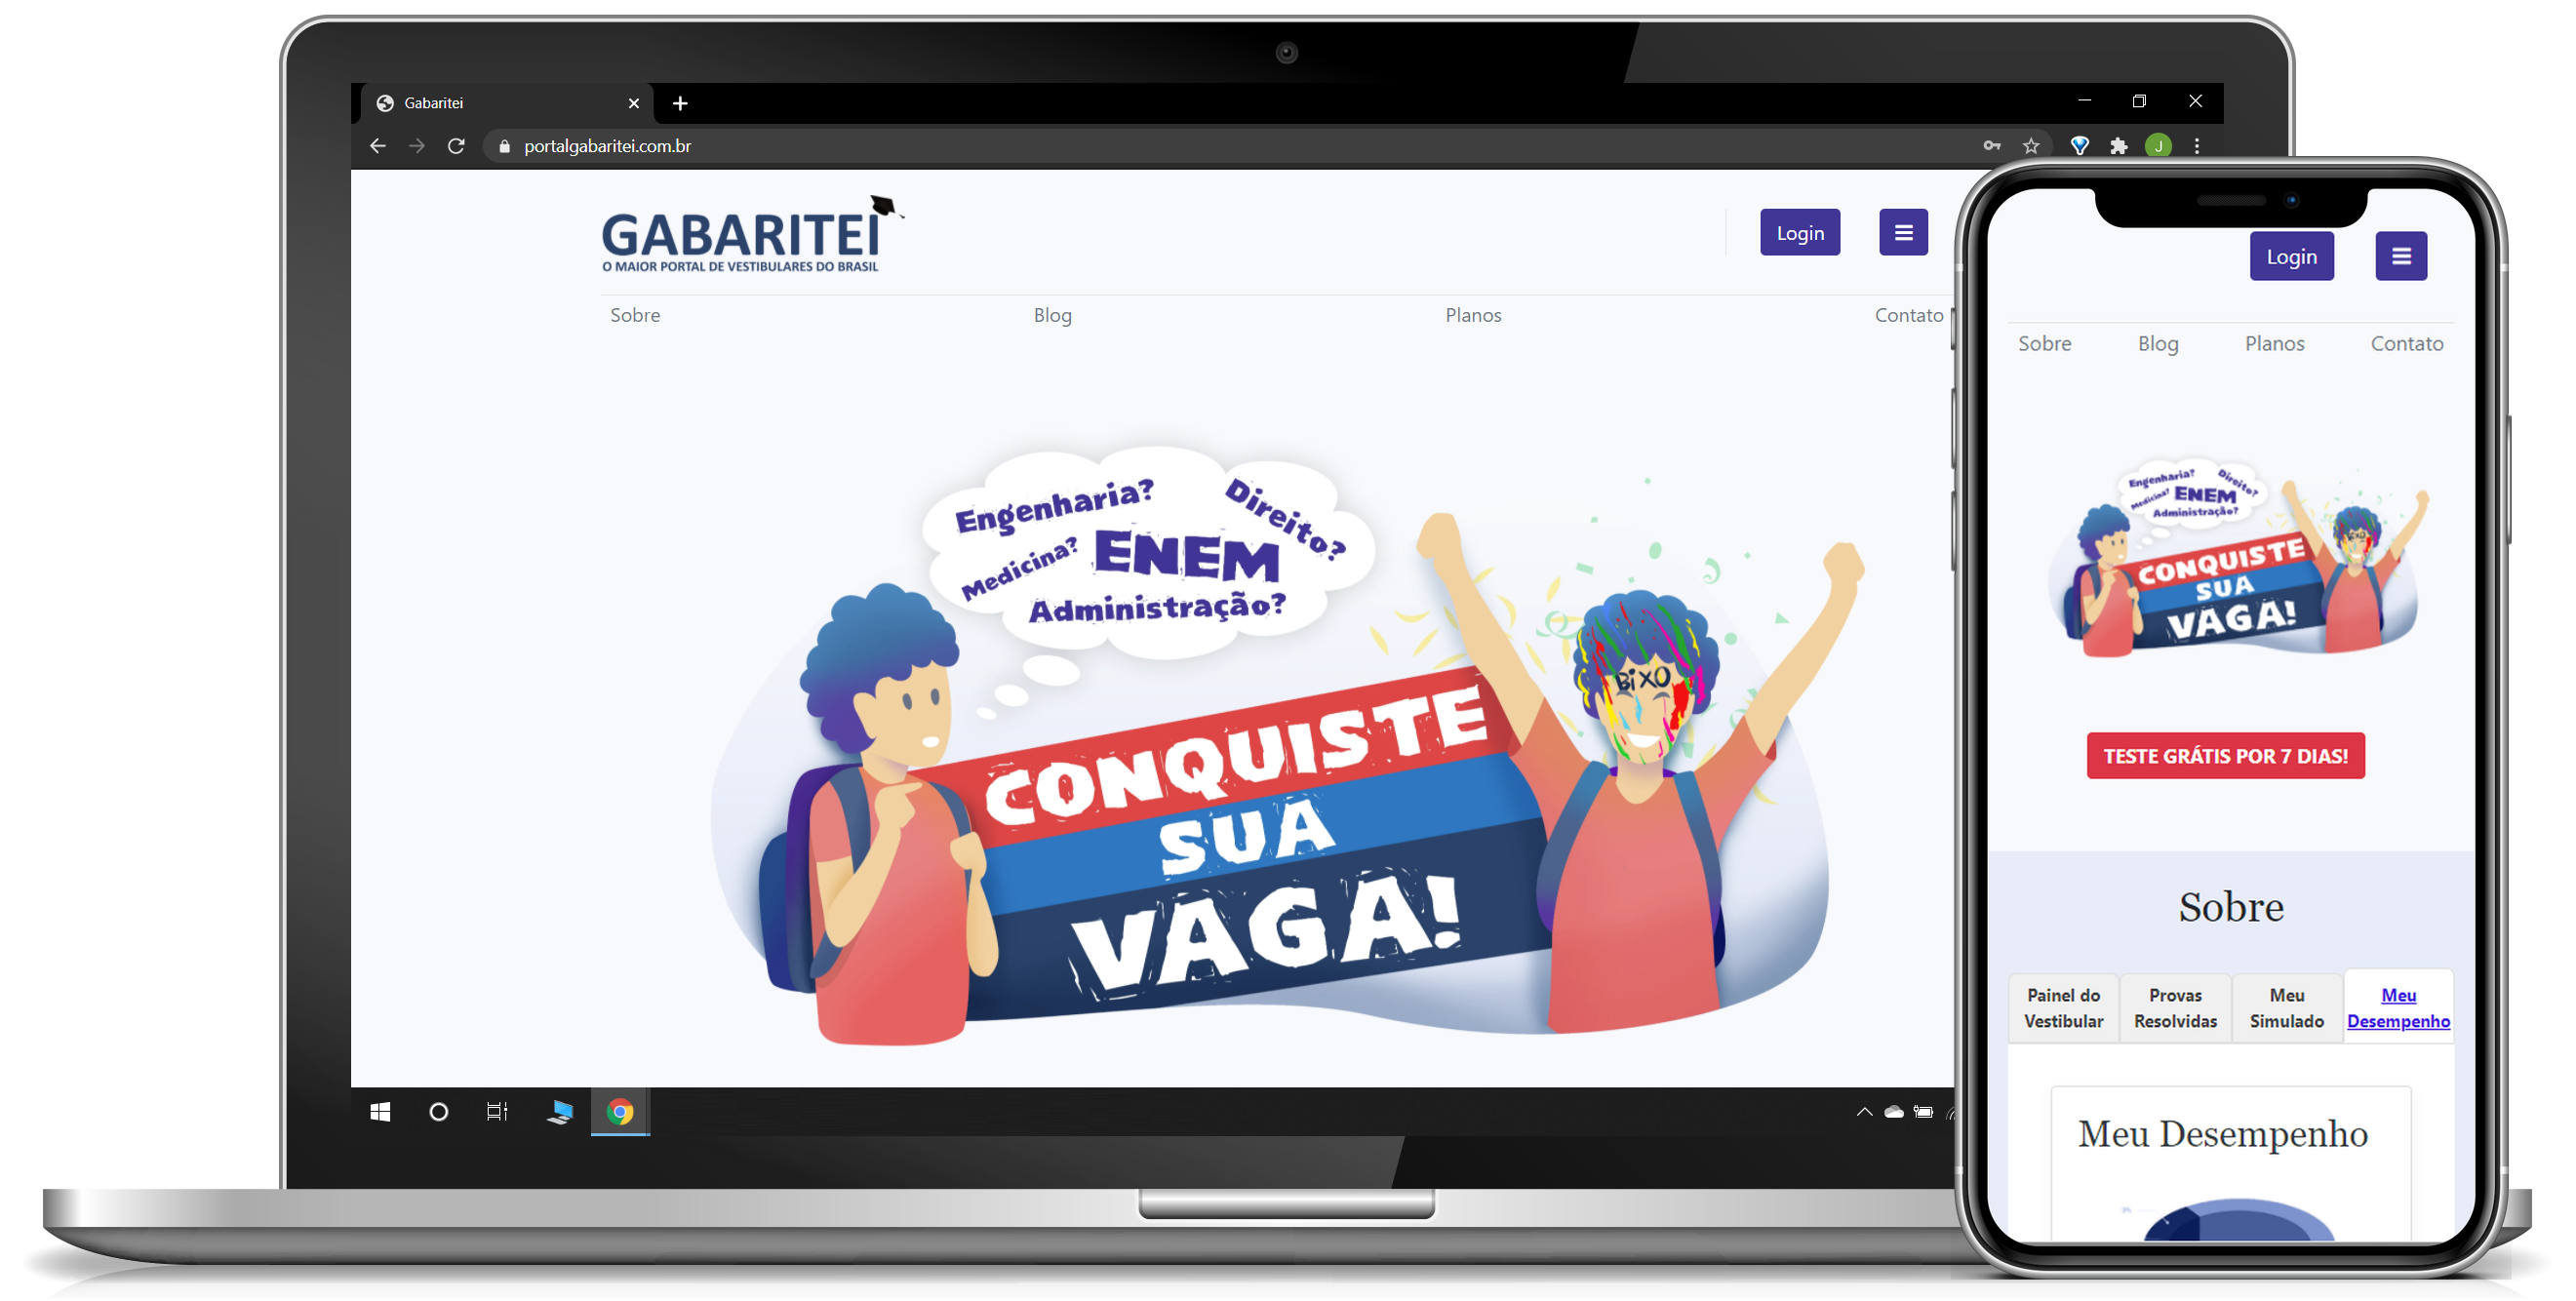 Gabaritei
portalgabaritei.com.br
J
GABARITEI
O MAIOR PORTAL DE VESTIBULARES DO BRASIL
Login
Sobre Blog Planos Contato
Engenharia?
Direito?
Medicina?
ENEM
Administração?
BiXO
CONQUISTE
SUA
VAGA!
Login
Sobre Blog Planos Contato
Engenharia?
Direito?
Medicina?
ENEM
Administração?
BiXO
CONQUISTE
SUA
VAGA!
TESTE GRÁTIS POR 7 DIAS!
Sobre
Painel do Vestibular
Provas Resolvidas
Meu Simulado
Meu Desempenho
Meu Desempenho